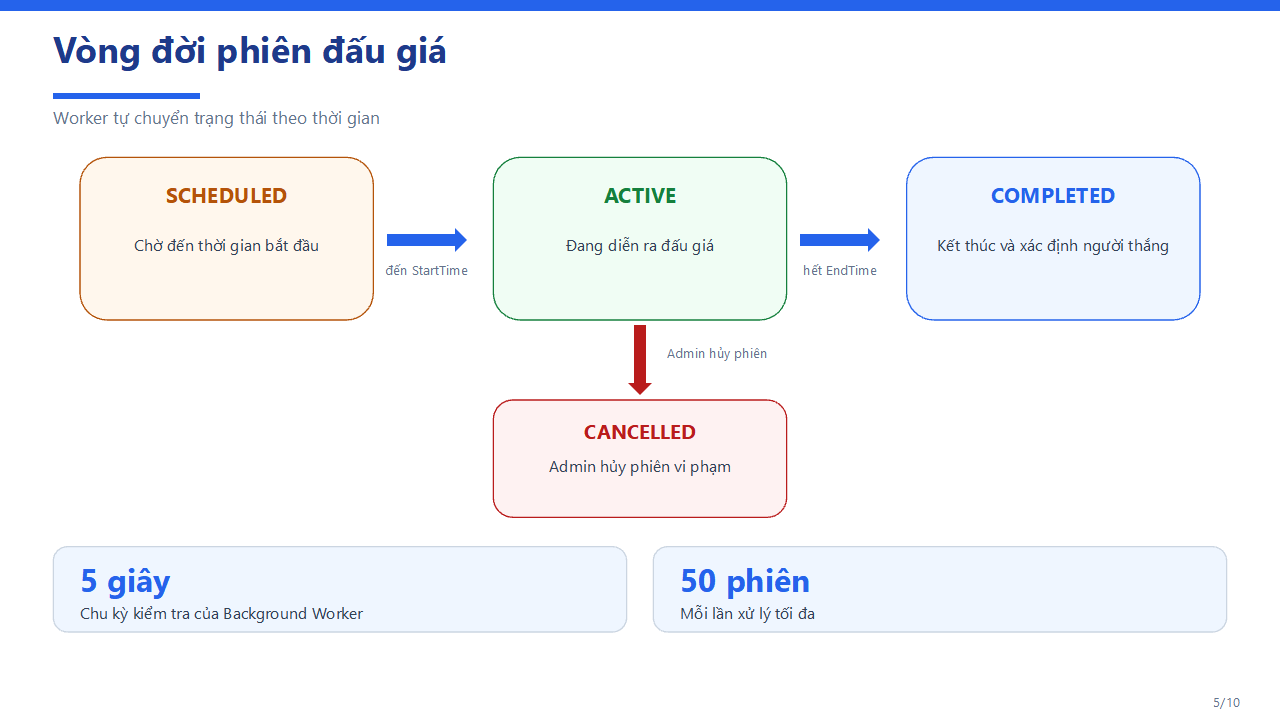 Vòng đời phiên đấu giá
Worker tự chuyển trạng thái theo thời gian
SCHEDULED
Chờ đến thời gian bắt đầu
đến StartTime
ACTIVE
Đang diễn ra đấu giá
hết EndTime
COMPLETED
Kết thúc và xác định người thắng
Admin hủy phiên
CANCELLED
Admin hủy phiên vi phạm
5 giây
Chu kỳ kiểm tra của Background Worker
50 phiên
Mỗi lần xử lý tối đa
5/10